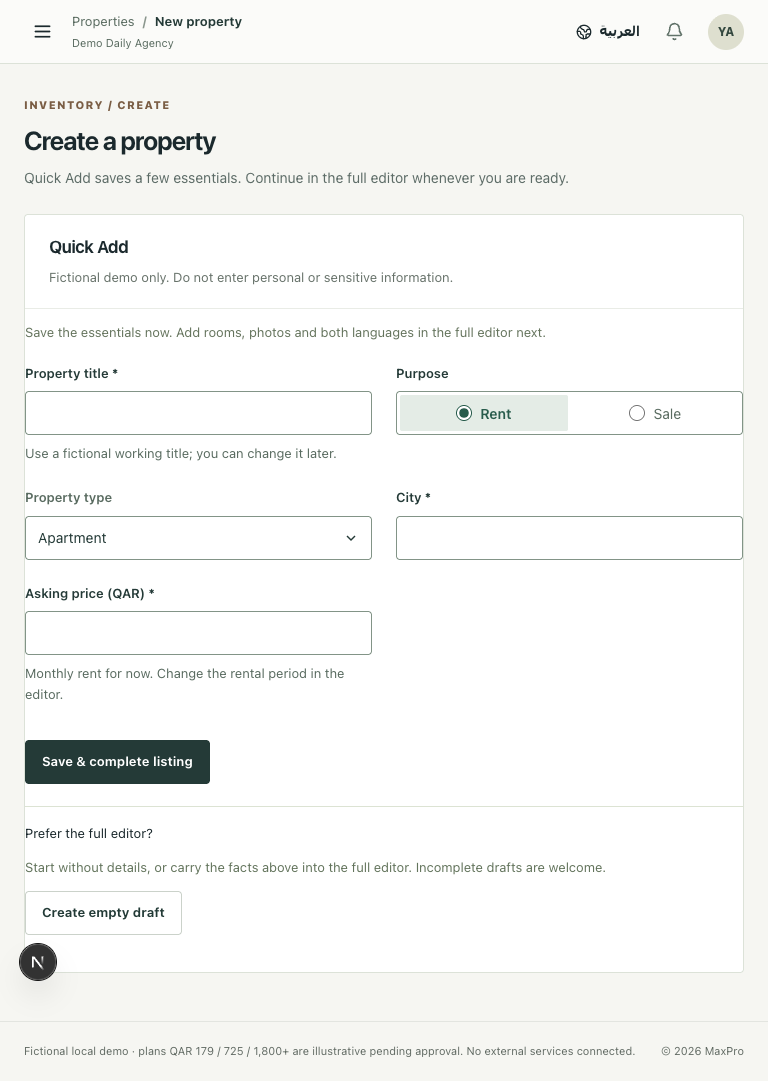 Properties / New property
Demo Daily Agency
العربية
YA
INVENTORY / CREATE
Create a property
Quick Add saves a few essentials. Continue in the full editor whenever you are ready.
Quick Add
Fictional demo only. Do not enter personal or sensitive information.
Save the essentials now. Add rooms, photos and both languages in the full editor next.
Property title *
Purpose
Rent
Sale
Use a fictional working title; you can change it later.
Property type
City *
Apartment
Asking price (QAR) *
Monthly rent for now. Change the rental period in the
editor.
Save & complete listing
Prefer the full editor?
Start without details, or carry the facts above into the full editor. Incomplete drafts are welcome.
Create empty draft
N
Fictional local demo · plans QAR 179 / 725 / 1,800+ are illustrative pending approval. No external services connected.
© 2026 MaxPro